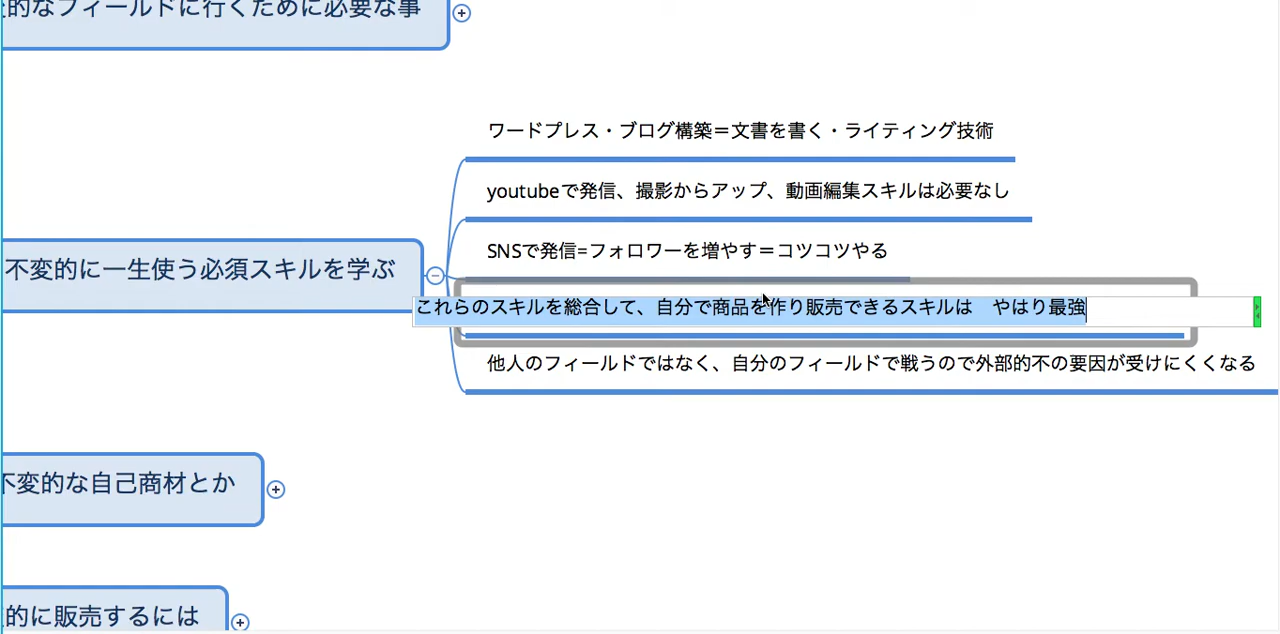 的なフィールドに行くために必要な事
ワードプレス・ブログ構築＝文書を書く・ライティング技術
youtubeで発信、撮影からアップ、動画編集スキルは必要なし
SNSで発信=フォロワーを増やす＝コツコツやる
不変的に一生使う必須スキルを学ぶ
これらのスキルを総合して、自分で商品を作り販売できるスキルは　やはり最強
他人のフィールドではなく、自分のフィールドで戦うので外部的不の要因が受けにくくなる
不変的な自己商材とか
的に販売するには